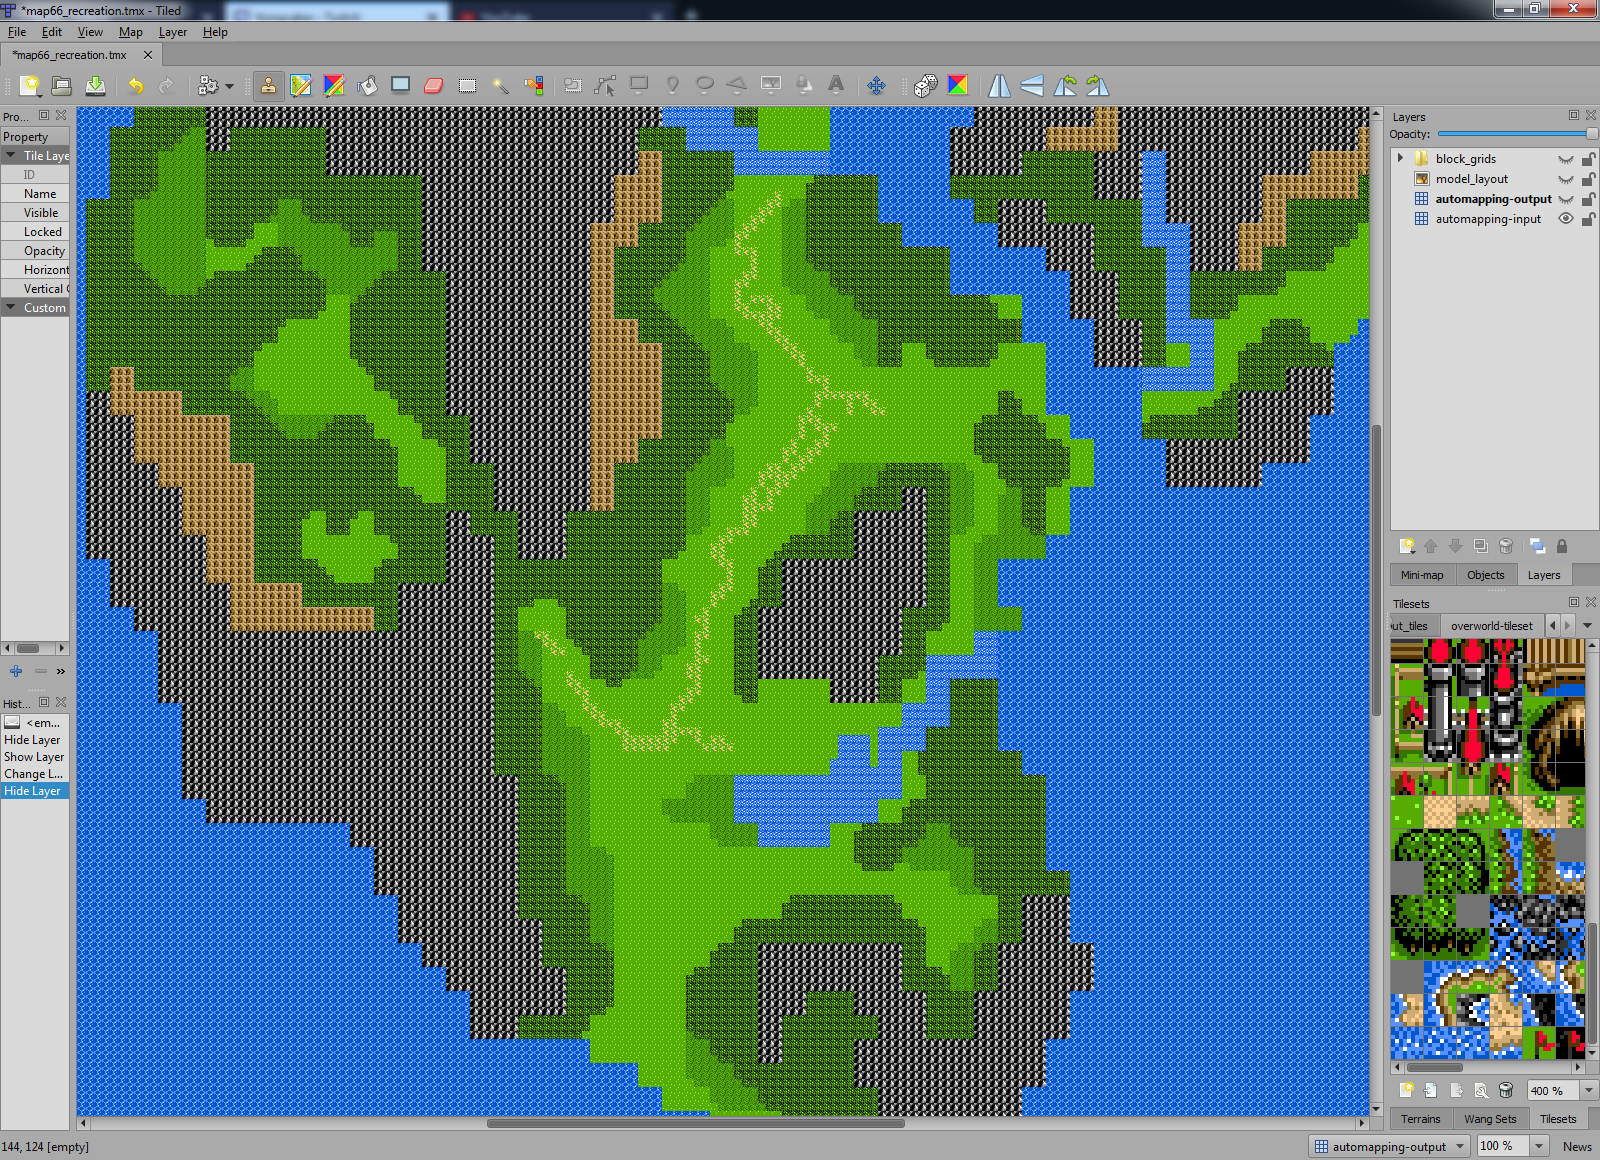 *map66_recreation.tmx - Tiled
File Edit View Map Layer Help
*map66_recreation.tmx
Pro...
Property
Tile Laye
ID
Name
Visible
Locked
Opacity
Horizont
Vertical
Custom
Hist...
<em...
Hide Layer
Show Layer
Change L...
Hide Layer
Layers
Opacity:
block_grids
model_layout
automapping-output
automapping-input
Mini-map Objects Layers
Tilesets
ut_tiles overworld-tileset
400 %
Terrains Wang Sets Tilesets
144, 124 [empty]
automapping-output 100 % News